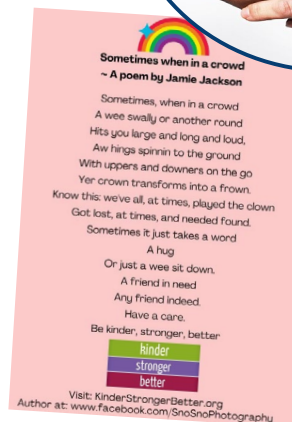 Sometimes when in a crowd
~ A poem by Jamie Jackson
Sometimes, when in a crowd
A wee swally or another round
Hits you large and long and loud,
Aw hings spinnin to the ground
With uppers and downers on the go
Yer crown transforms into a frown.
Know this: we've all, at times, played the clown
Got lost, at times, and needed found.
Sometimes it just takes a word
A hug
Or just a wee sit down.
A friend in need
Any friend indeed.
Have a care.
Be kinder, stronger, better
kinder
stronger
better
Visit: KinderStrongerBetter.org
Author at: www.facebook.com/SnoSnoPhotography